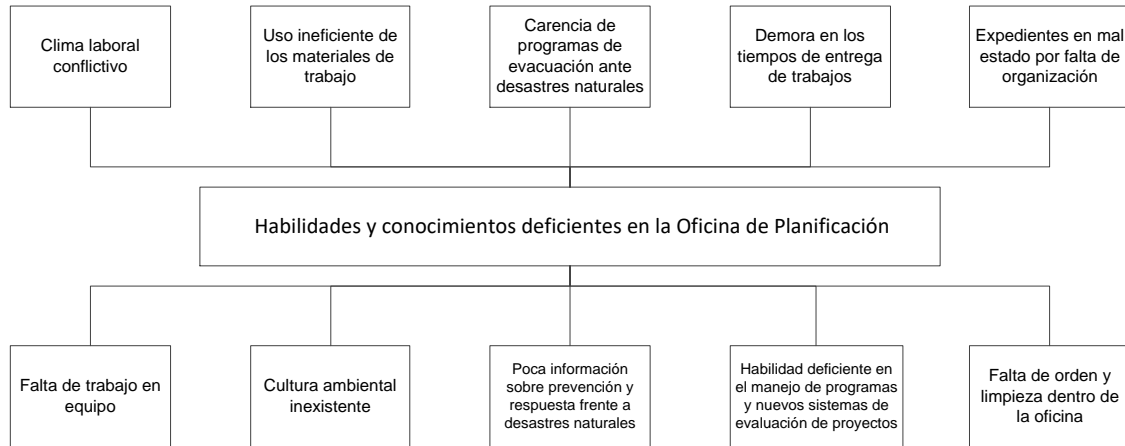 Clima laboral
conflictivo
Uso ineficiente de
los materiales de
trabajo
Carencia de
programas de
evacuación ante
desastres naturales
Demora en los
tiempos de entrega
de trabajos
Expedientes en mal
estado por falta de
organización
Habilidades y conocimientos deficientes en la Oficina de Planificación
Falta de trabajo en
equipo
Cultura ambiental
inexistente
Poca información
sobre prevención y
respuesta frente a
desastres naturales
Habilidad deficiente en
el manejo de programas
y nuevos sistemas de
evaluación de proyectos
Falta de orden y
limpieza dentro de
la oficina